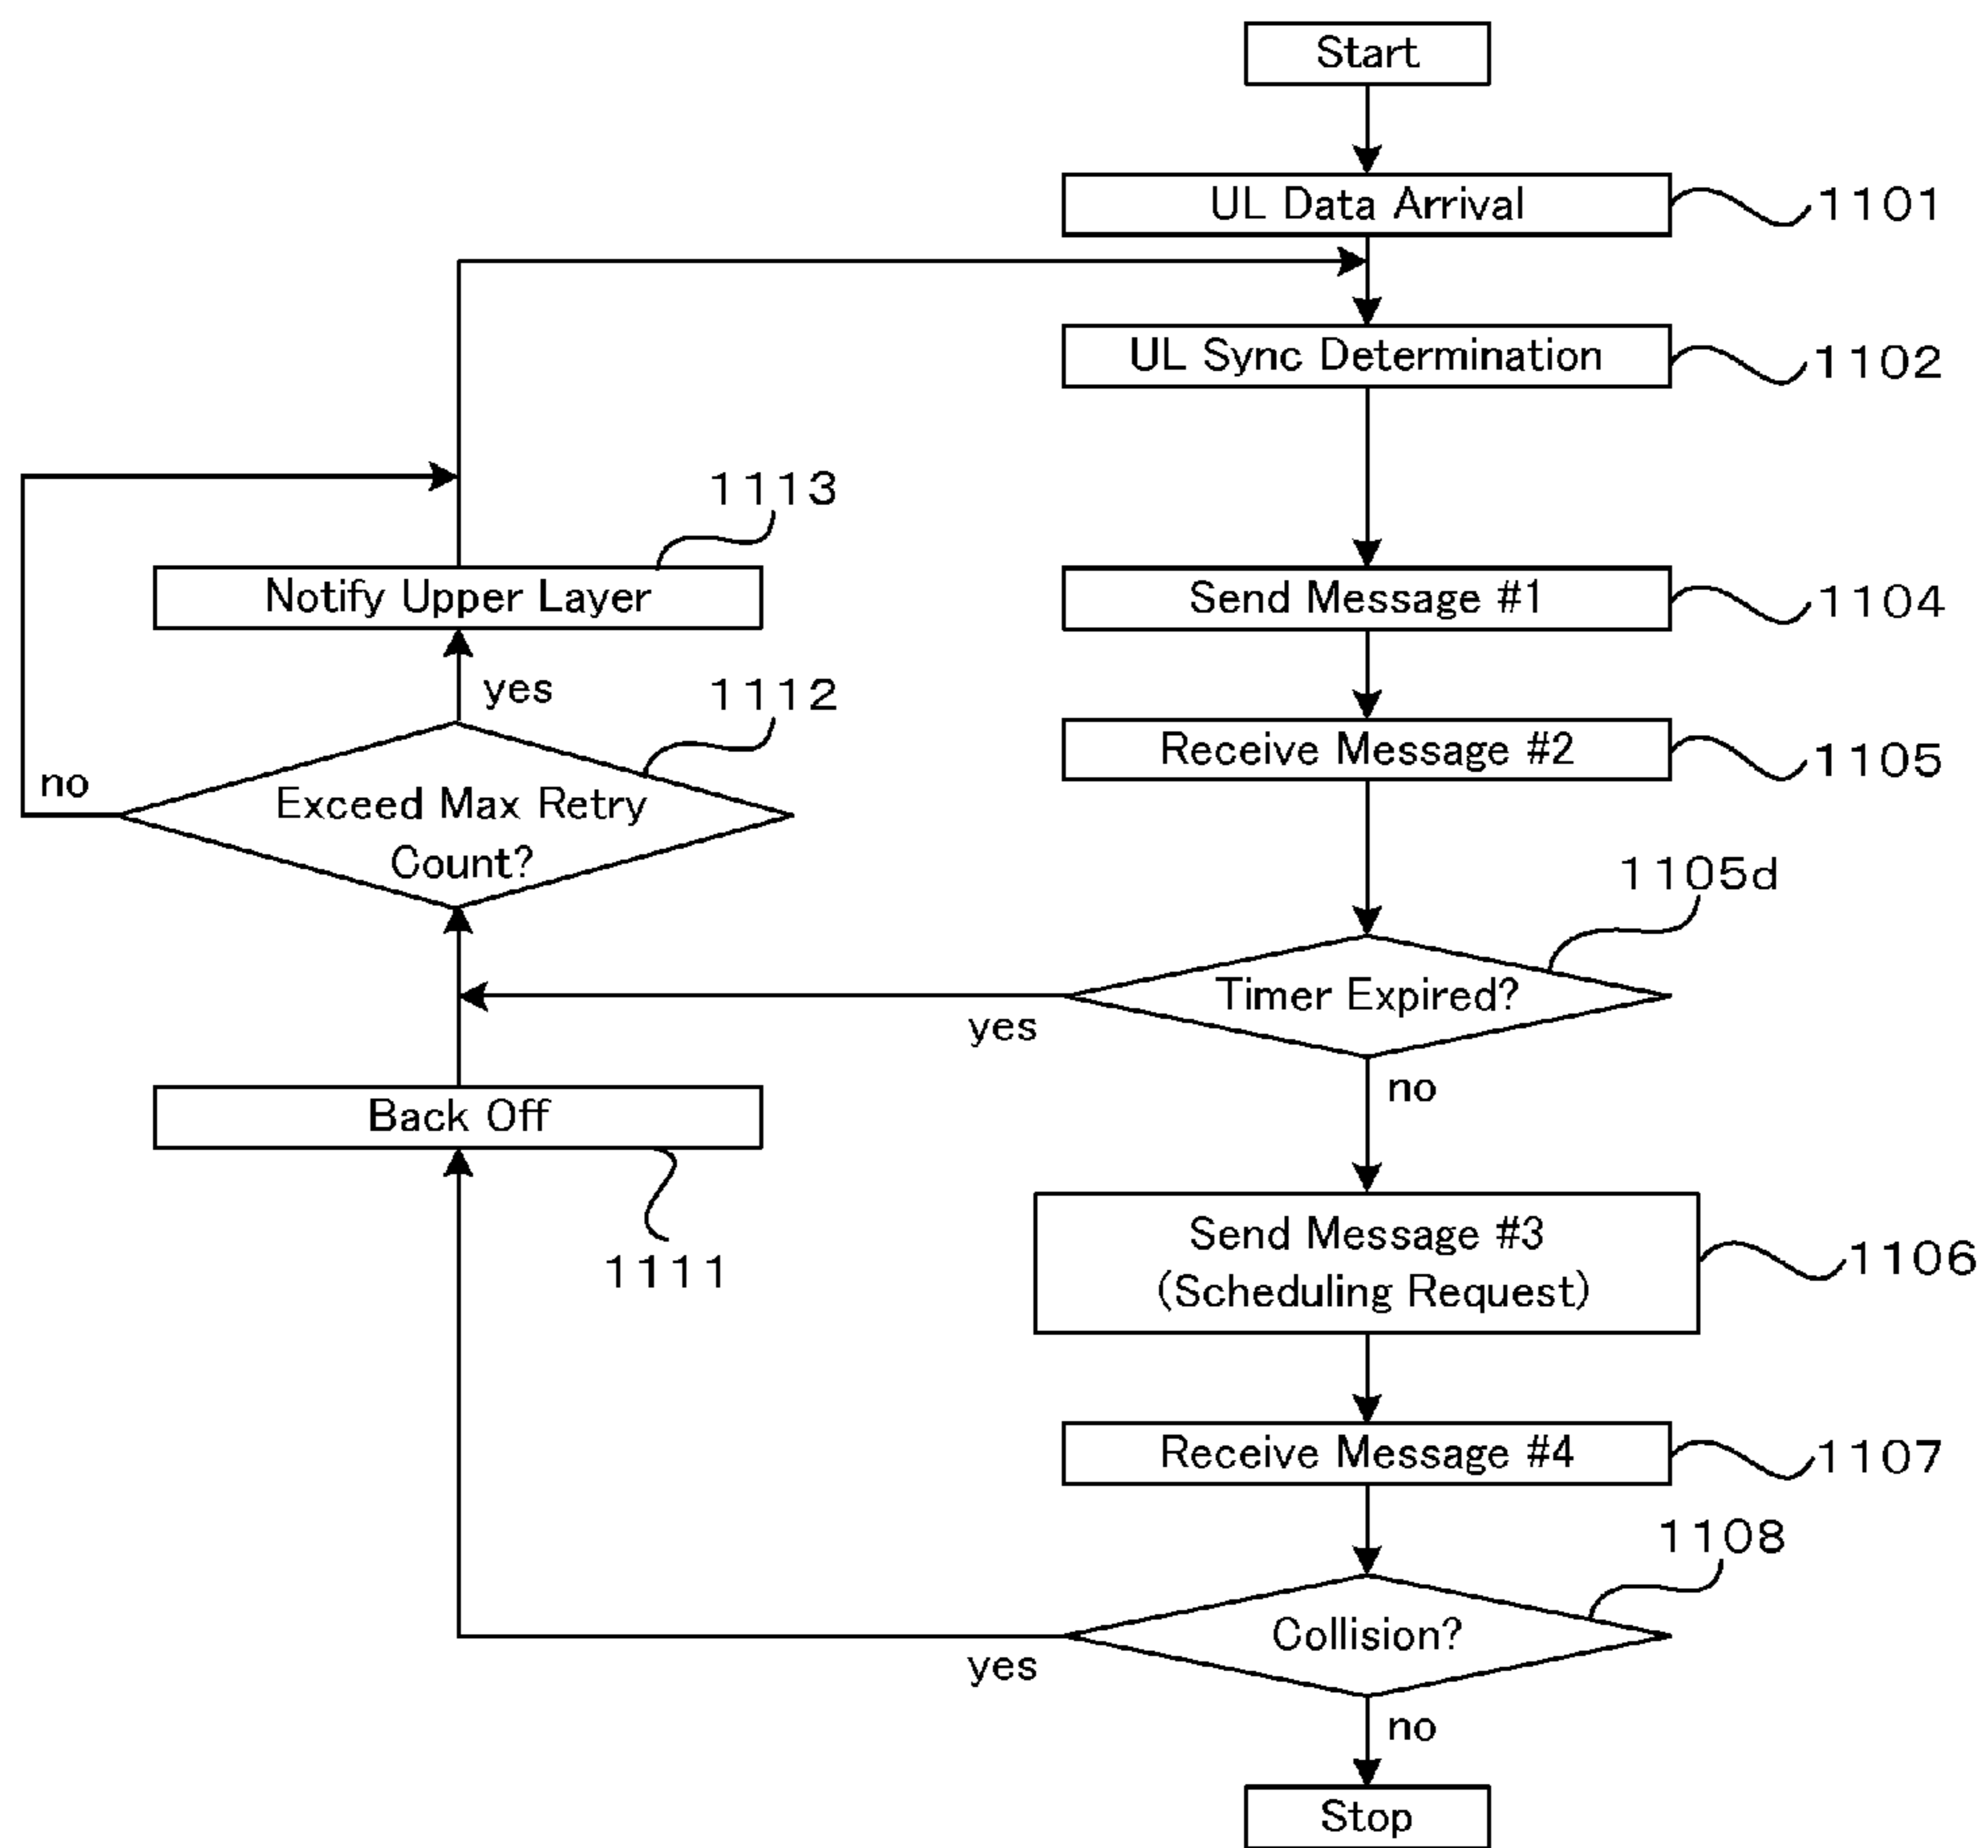 Start
UL Data Arrival
1101
UL Sync Determination
1102
1113
Notify Upper Layer
Send Message #1
1104
yes
1112
Receive Message #2
1105
no
Exceed Max Retry
Count?
1105d
Timer Expired?
yes
no
Back Off
1111
Send Message #3
(Scheduling Request)
1106
Receive Message #4
1107
1108
Collision?
yes
no
Stop